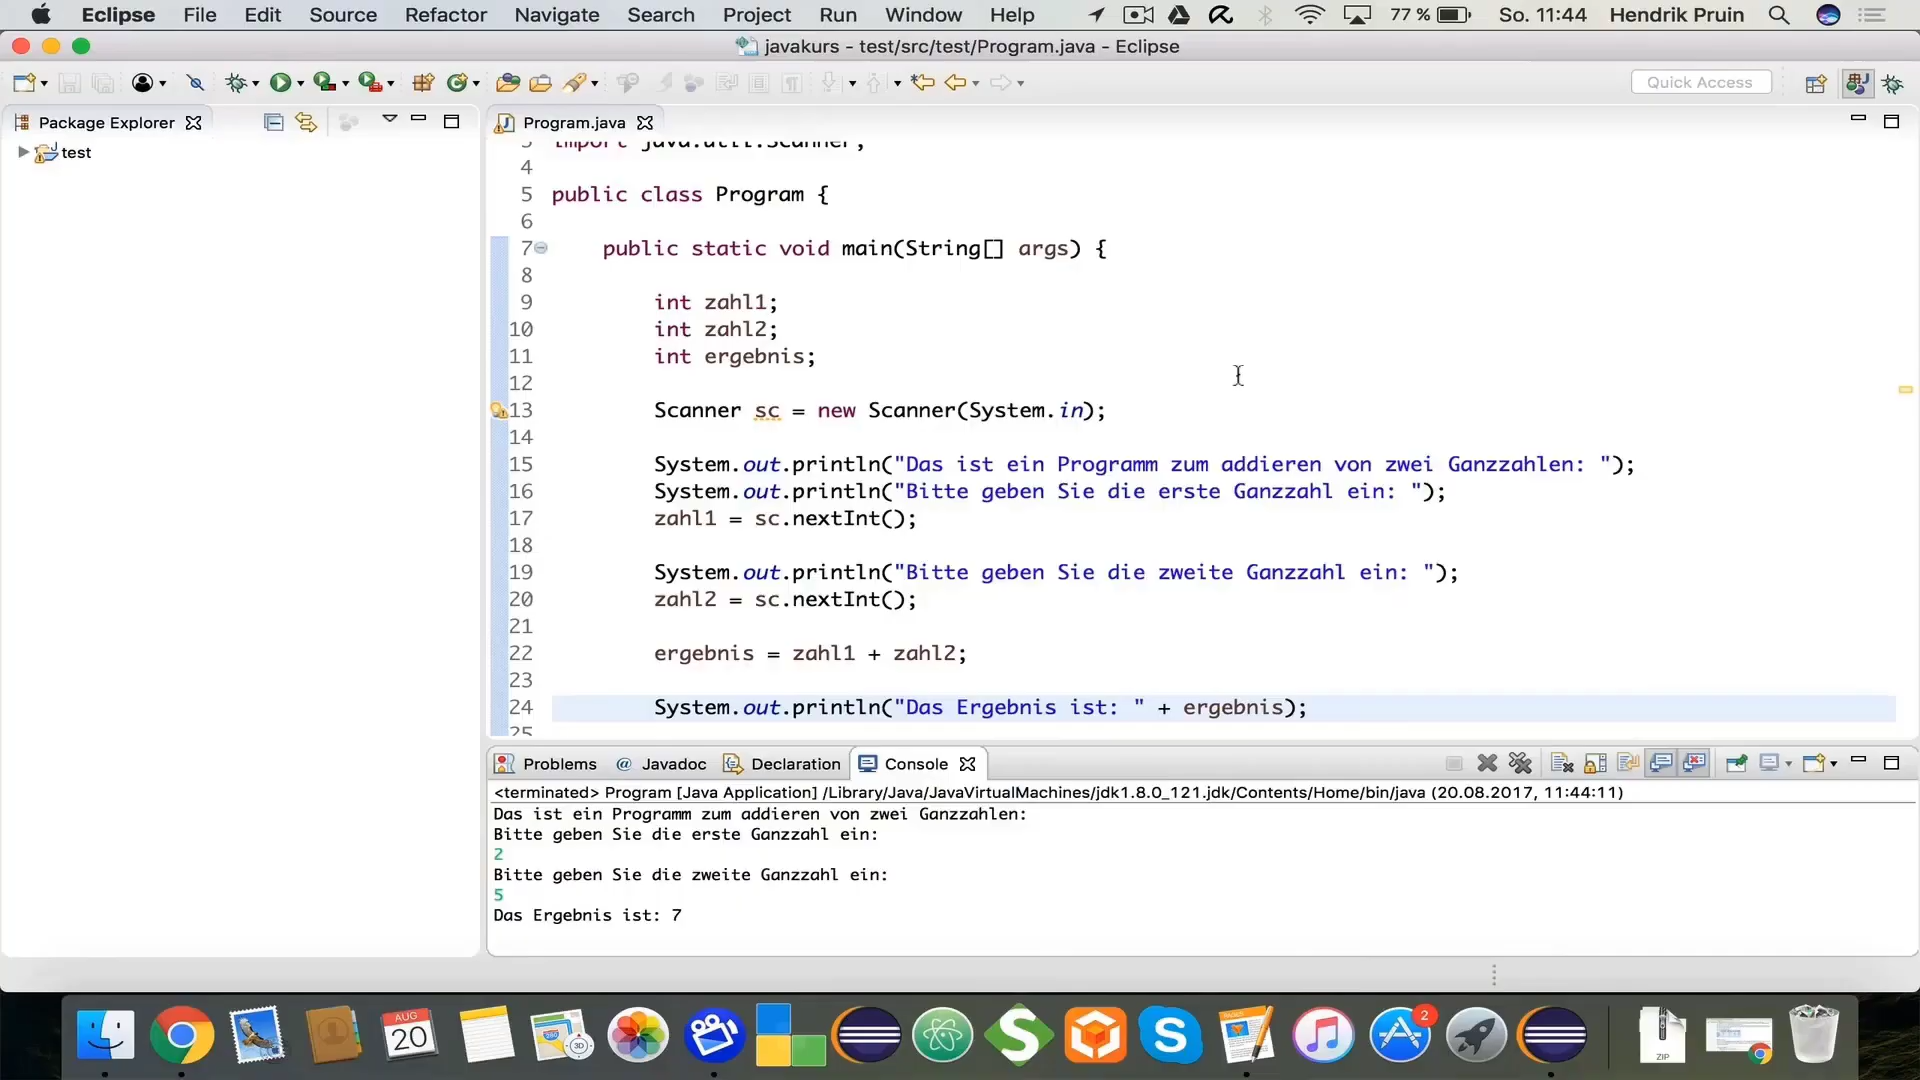 Eclipse File Edit Source Refactor Navigate Search Project Run Window Help 77 % So. 11:44 Hendrik Pruin
javakurs - test/src/test/Program.java - Eclipse
Quick Access
Package Explorer
test
Program.java
3 import java.util.Scanner;
4
5 public class Program {
6
7 public static void main(String[] args) {
8
9 int zahl1;
10 int zahl2;
11 int ergebnis;
12
13 Scanner sc = new Scanner(System.in);
14
15 System.out.println("Das ist ein Programm zum addieren von zwei Ganzzahlen: ");
16 System.out.println("Bitte geben Sie die erste Ganzzahl ein: ");
17 zahl1 = sc.nextInt();
18
19 System.out.println("Bitte geben Sie die zweite Ganzzahl ein: ");
20 zahl2 = sc.nextInt();
21
22 ergebnis = zahl1 + zahl2;
23
24 System.out.println("Das Ergebnis ist: " + ergebnis);
25
Problems @ Javadoc Declaration Console
<terminated> Program [Java Application] /Library/Java/JavaVirtualMachines/jdk1.8.0_121.jdk/Contents/Home/bin/java (20.08.2017, 11:44:11)
Das ist ein Programm zum addieren von zwei Ganzzahlen:
Bitte geben Sie die erste Ganzzahl ein:
2
Bitte geben Sie die zweite Ganzzahl ein:
5
Das Ergebnis ist: 7
AUG
20
3D
S
S
2
ZIP